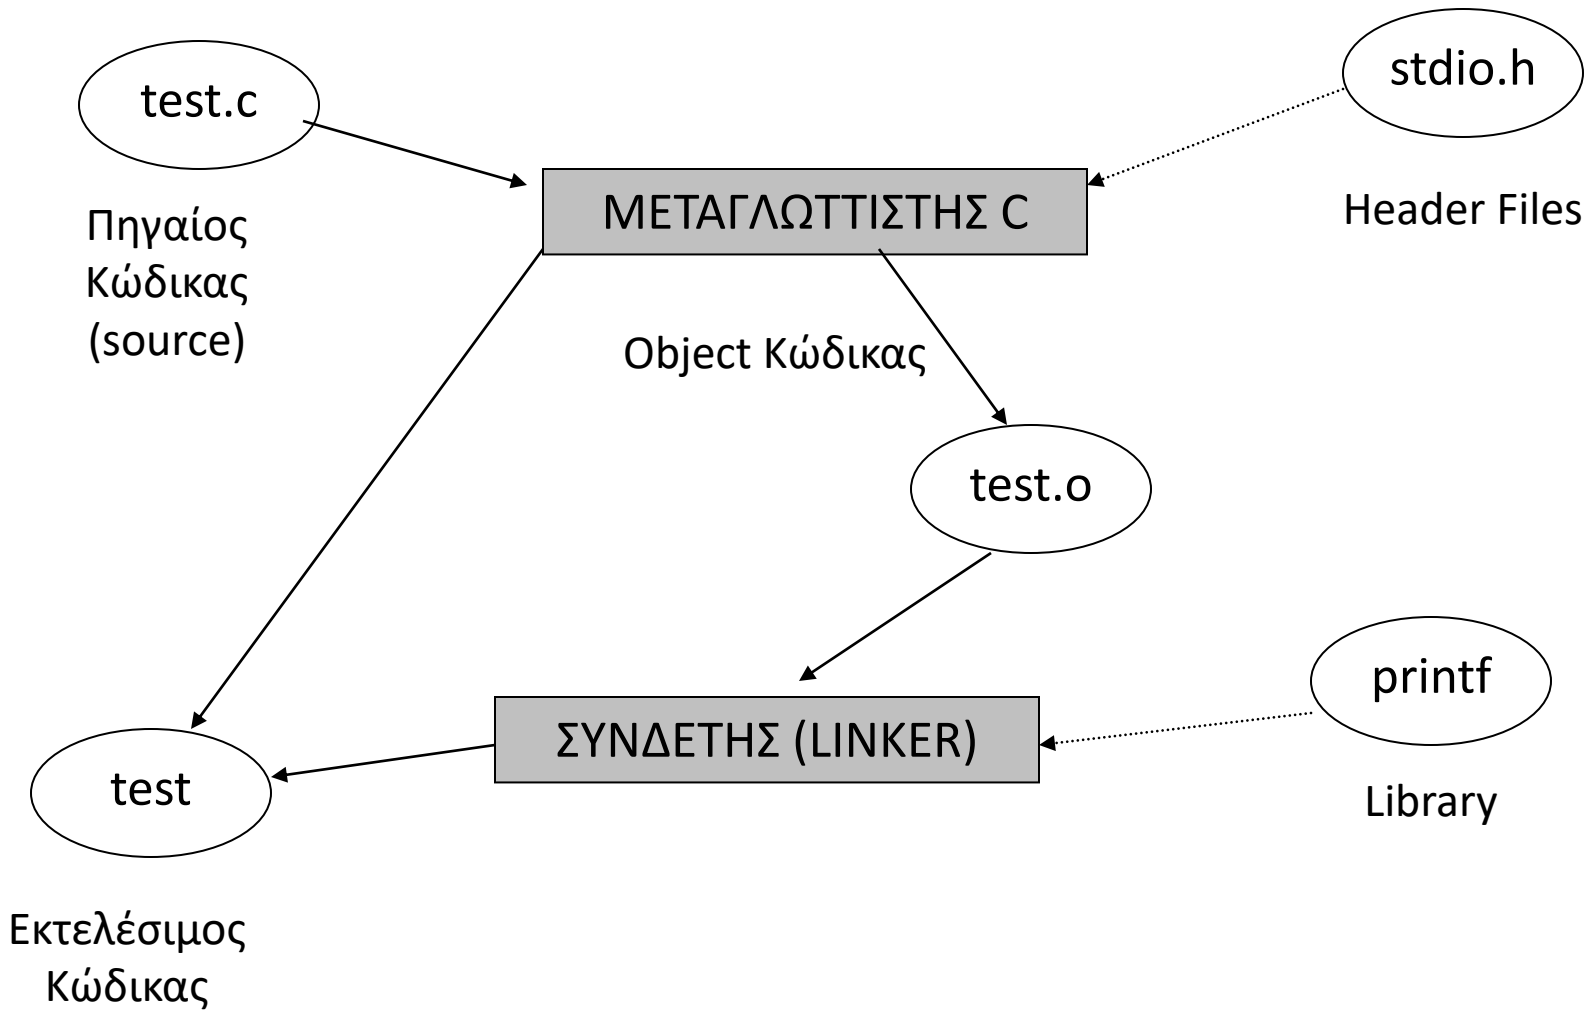 test.c
stdio.h
ΜΕΤΑΓΛΩΤΤΙΣΤΗΣ C
Header Files
Πηγαίος
Κώδικας
(source)
Object Κώδικας
test.o
printf
ΣΥΝΔΕΤΗΣ (LINKER)
test
Library
Εκτελέσιμος
Κώδικας